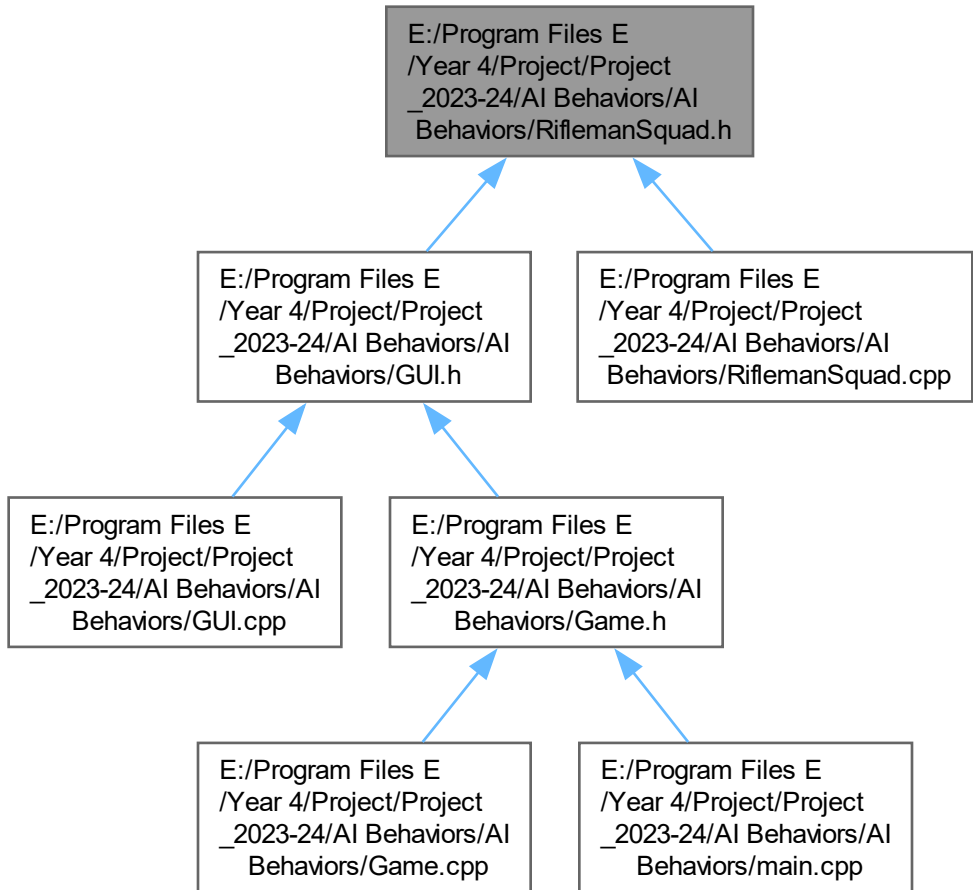 E:/Program Files E
/Year 4/Project/Project
_2023-24/AI Behaviors/AI
Behaviors/RiflemanSquad.h
E:/Program Files E
/Year 4/Project/Project
_2023-24/AI Behaviors/AI
Behaviors/GUI.h
E:/Program Files E
/Year 4/Project/Project
_2023-24/AI Behaviors/AI
Behaviors/RiflemanSquad.cpp
E:/Program Files E
/Year 4/Project/Project
_2023-24/AI Behaviors/AI
Behaviors/GUI.cpp
E:/Program Files E
/Year 4/Project/Project
_2023-24/AI Behaviors/AI
Behaviors/Game.h
E:/Program Files E
/Year 4/Project/Project
_2023-24/AI Behaviors/AI
Behaviors/Game.cpp
E:/Program Files E
/Year 4/Project/Project
_2023-24/AI Behaviors/AI
Behaviors/main.cpp